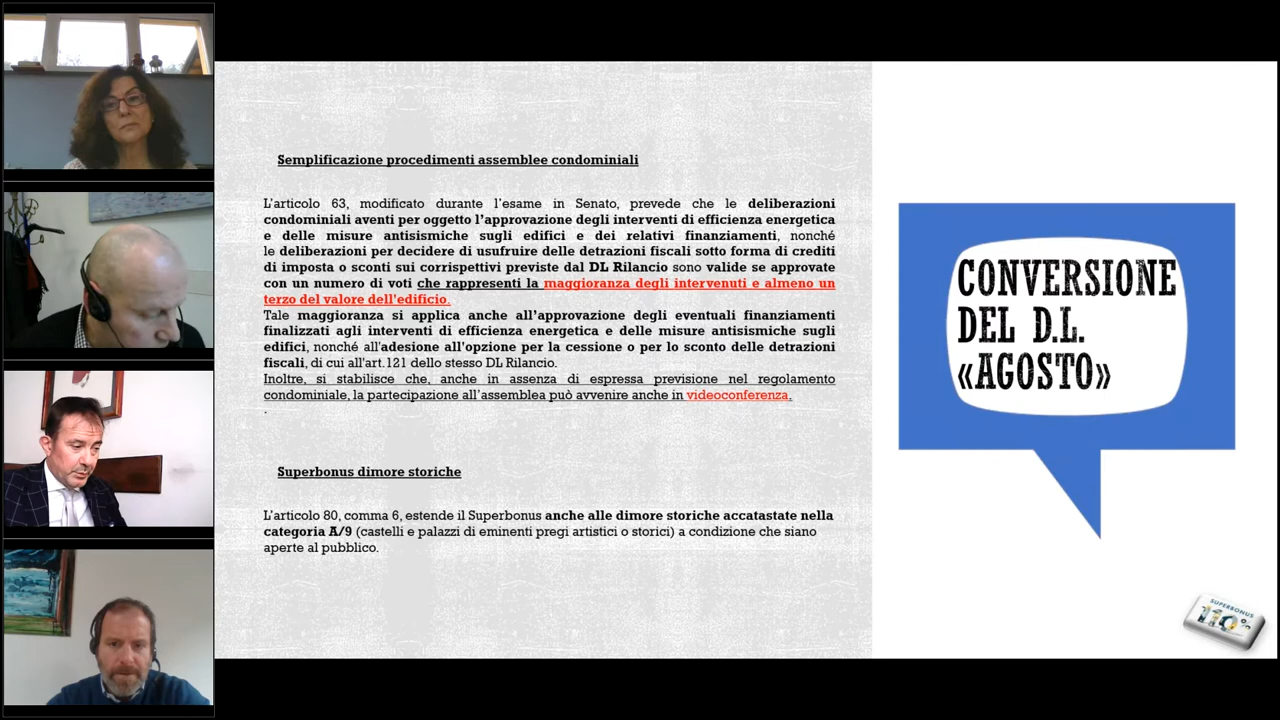 Semplificazione procedimenti assemblee condominiali
L'articolo 63, modificato durante l'esame in Senato, prevede che le deliberazioni
condominiali aventi per oggetto l'approvazione degli interventi di efficienza energetica
e delle misure antisismiche sugli edifici e dei relativi finanziamenti, nonché
le deliberazioni per decidere di usufruire delle detrazioni fiscali sotto forma di crediti
di imposta o sconti sui corrispettivi previste dal DL Rilancio sono valide se approvate
con un numero di voti che rappresenti la maggioranza degli intervenuti e almeno un
terzo del valore dell'edificio.
Tale maggioranza si applica anche all'approvazione degli eventuali finanziamenti
finalizzati agli interventi di efficienza energetica e delle misure antisismiche sugli
edifici, nonché all'adesione all'opzione per la cessione o per lo sconto delle detrazioni
fiscali, di cui all'art.121 dello stesso DL Rilancio.
Inoltre, si stabilisce che, anche in assenza di espressa previsione nel regolamento
condominiale, la partecipazione all'assemblea può avvenire anche in videoconferenza.
.
Superbonus dimore storiche
L'articolo 80, comma 6, estende il Superbonus anche alle dimore storiche accatastate nella
categoria A/9 (castelli e palazzi di eminenti pregi artistici o storici) a condizione che siano
aperte al pubblico.
CONVERSIONE
DEL D.L.
«AGOSTO»
SUPERBONUS
110%